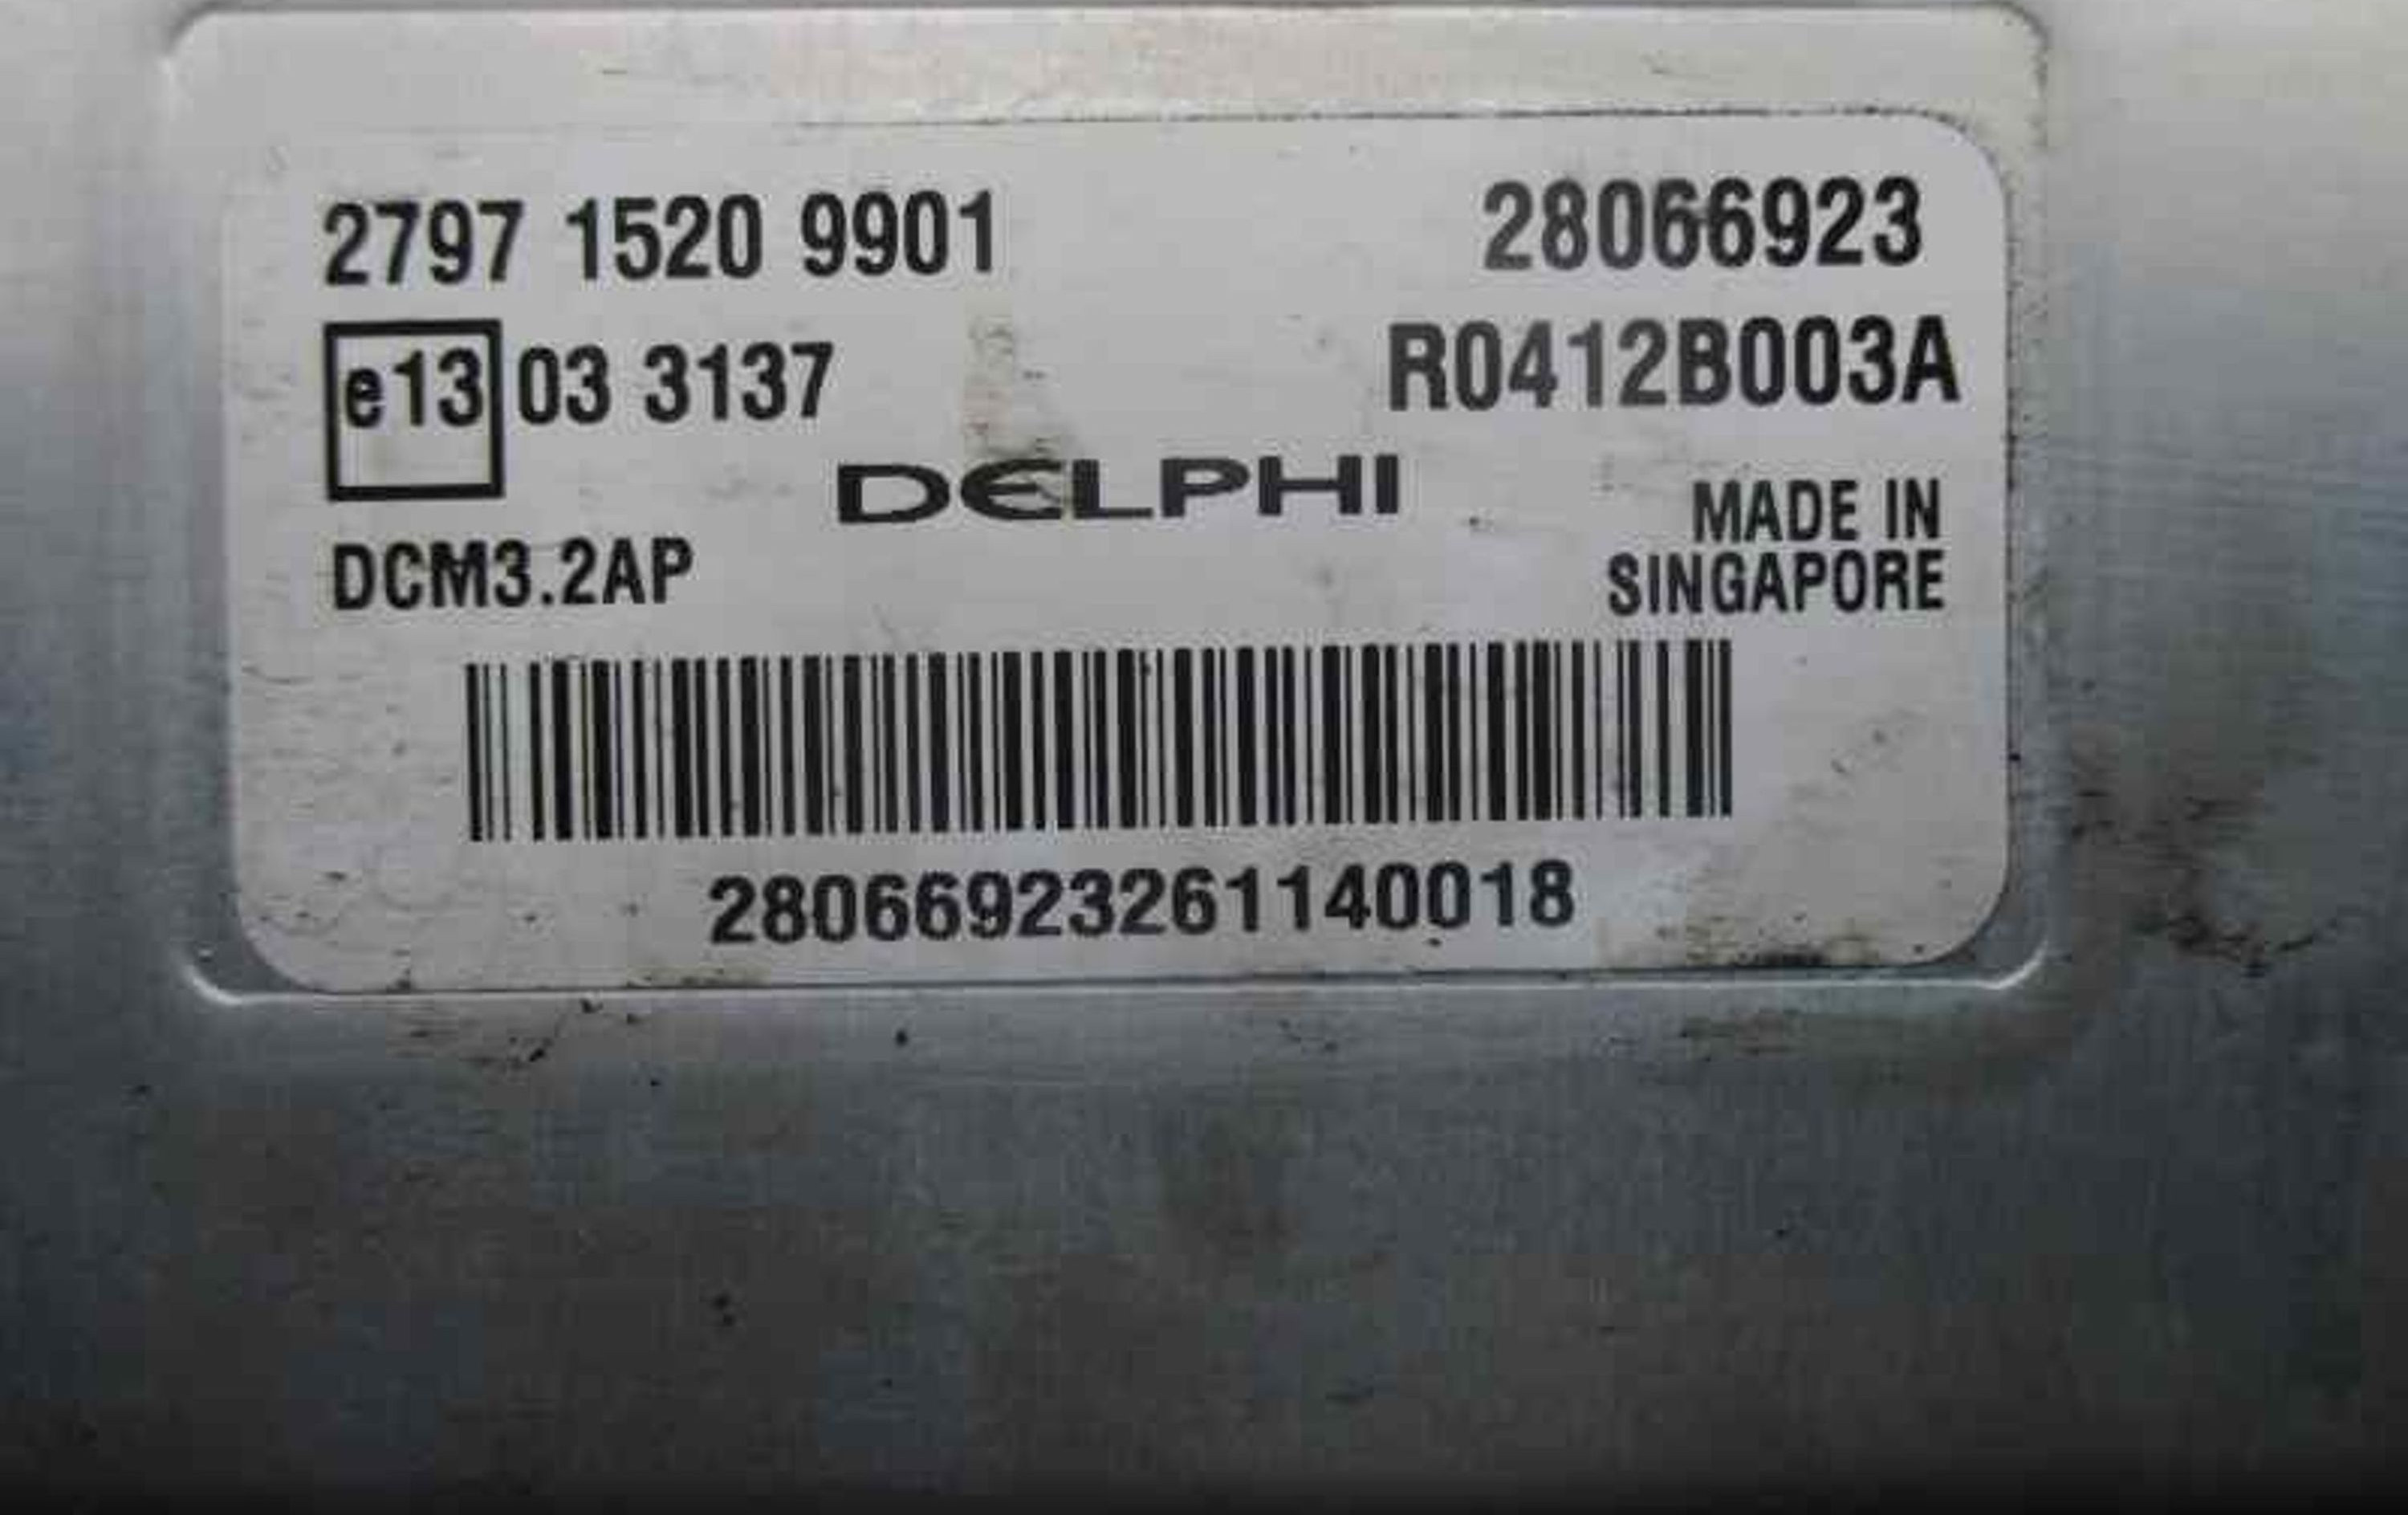 2797 1520 9901 28066923
e13 03 3137 R0412B003A
DELPHI MADE IN
DCM3.2AP SINGAPORE
28066923261140018